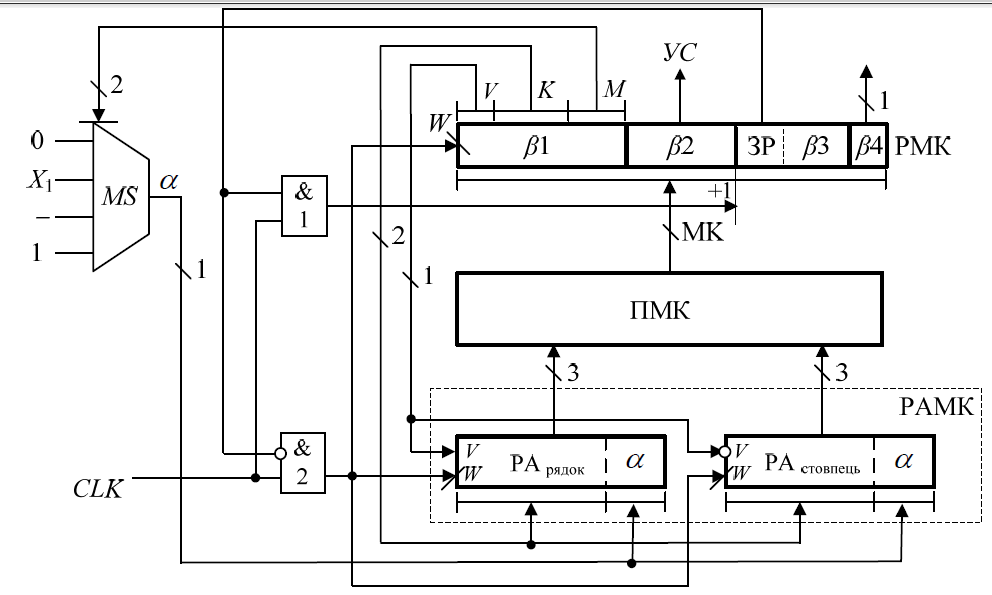 УС
2
V K M
1
W
0
β1 β2 ЗР β3 β4 РМК
X₁ MS α
& 1
+1
–
2 МК
1
1
1
ПМК
3 3
РАМК
& 2
V W РА рядок α
V W РА стовпець α
CLK